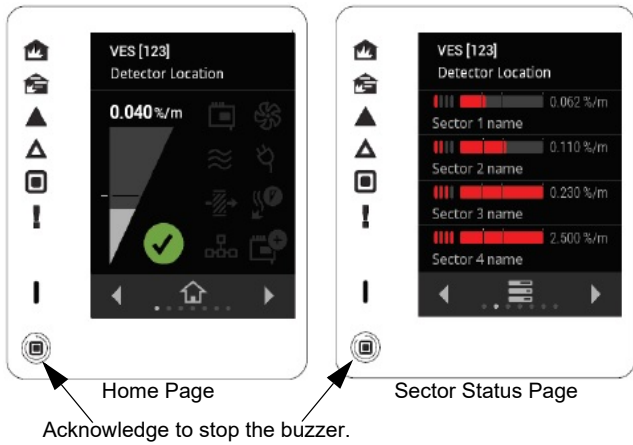 VES [123]
Detector Location
0.040 %/m
Home Page
VES [123]
Detector Location
0.062 %/m
Sector 1 name
0.110 %/m
Sector 2 name
0.230 %/m
Sector 3 name
2.500 %/m
Sector 4 name
Sector Status Page
Acknowledge to stop the buzzer.